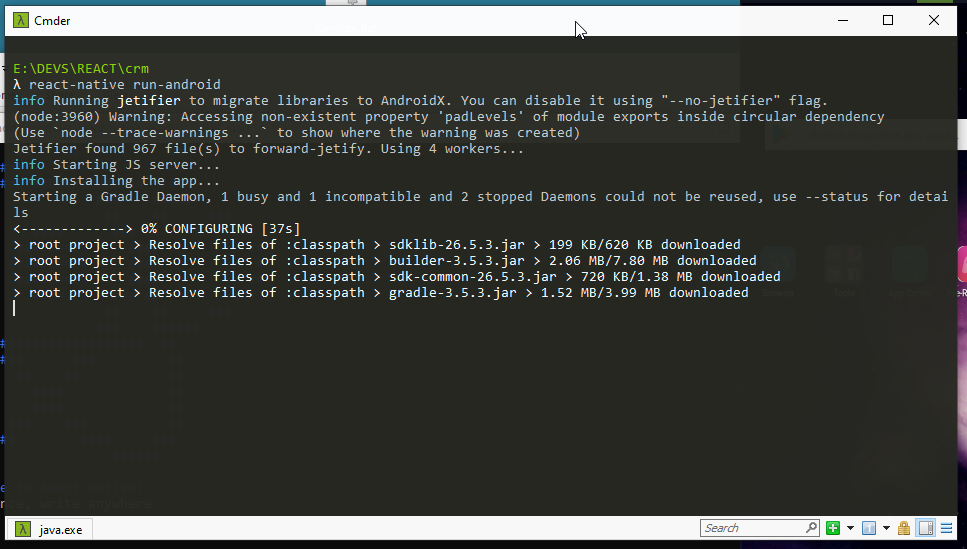 Cmder
E:\DEVS\REACT\crm
λ react-native run-android
info Running jetifier to migrate libraries to AndroidX. You can disable it using "--no-jetifier" flag.
(node:3960) Warning: Accessing non-existent property 'padLevels' of module exports inside circular dependency
(Use `node --trace-warnings ...` to show where the warning was created)
Jetifier found 967 file(s) to forward-jetify. Using 4 workers...
info Starting JS server...
info Installing the app...
Starting a Gradle Daemon, 1 busy and 1 incompatible and 2 stopped Daemons could not be reused, use --status for detai
ls
<-------------> 0% CONFIGURING [37s]
> root project > Resolve files of :classpath > sdklib-26.5.3.jar > 199 KB/620 KB downloaded
> root project > Resolve files of :classpath > builder-3.5.3.jar > 2.06 MB/7.80 MB downloaded
> root project > Resolve files of :classpath > sdk-common-26.5.3.jar > 720 KB/1.38 MB downloaded
> root project > Resolve files of :classpath > gradle-3.5.3.jar > 1.52 MB/3.99 MB downloaded
λ java.exe
Search